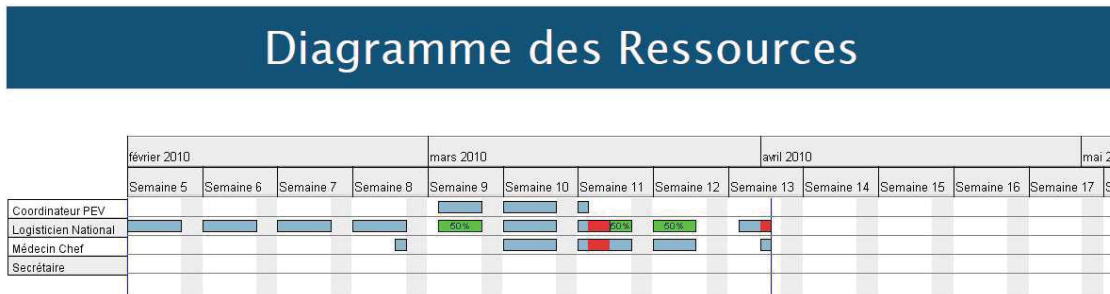 Diagramme des Ressources
février 2010 mars 2010 avril 2010 mai 2
Semaine 5 Semaine 6 Semaine 7 Semaine 8 Semaine 9 Semaine 10 Semaine 11 Semaine 12 Semaine 13 Semaine 14 Semaine 15 Semaine 16 Semaine 17 S
Coordinateur PEV
Logisticien National 50% 50% 50%
Médecin Chef
Secrétaire